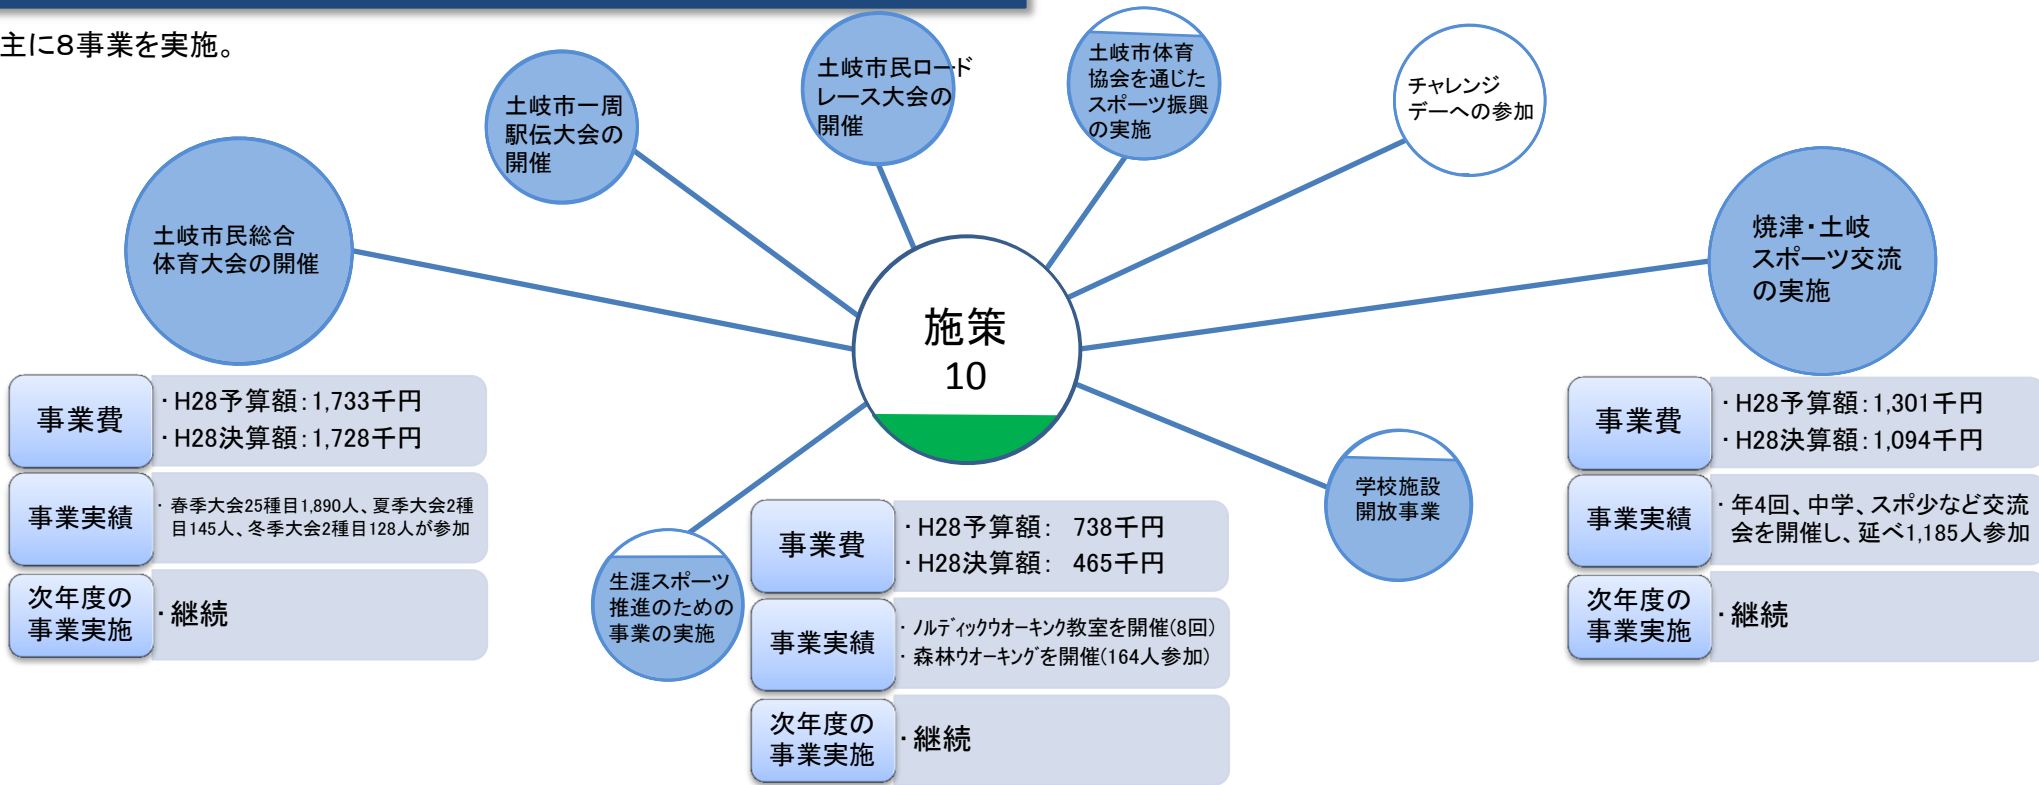 主に8事業を実施。
土岐市民総合
体育大会の開催
土岐市一周
駅伝大会の
開催
土岐市民ロード
レース大会の
開催
土岐市体育
協会を通じた
スポーツ振興
の実施
チャレンジ
デーへの参加
焼津・土岐
スポーツ交流
の実施
施策
10
学校施設
開放事業
生涯スポーツ
推進のための
事業の実施
事業費
・H28予算額：1,733千円
・H28決算額：1,728千円
事業実績
・春季大会25種目1,890人、夏季大会2種
目145人、冬季大会2種目128人が参加
次年度の
事業実施
・継続
事業費
・H28予算額： 738千円
・H28決算額： 465千円
事業実績
・ノルディックウオーキング教室を開催(8回)
・森林ウオーキングを開催(164人参加)
次年度の
事業実施
・継続
事業費
・H28予算額：1,301千円
・H28決算額：1,094千円
事業実績
・年4回、中学、スポ少など交流
会を開催し、延べ1,185人参加
次年度の
事業実施
・継続